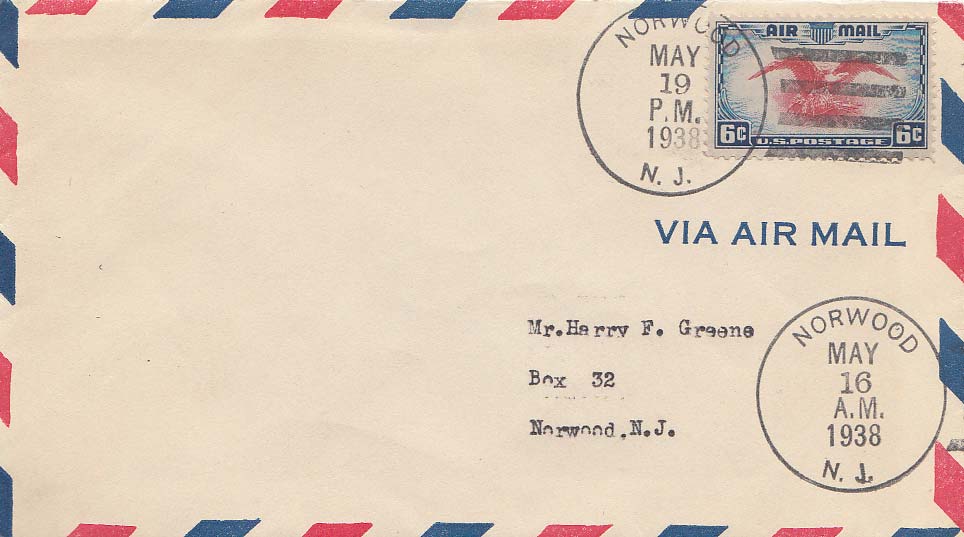 NORWOOD
MAY
19
P.M.
1938
N. J.
AIR MAIL
6c U.S. POSTAGE 6c
VIA AIR MAIL
Mr.Harry F. Greene
Box 32
Norwood,N.J.
NORWOOD
MAY
16
A.M.
1938
N. J.